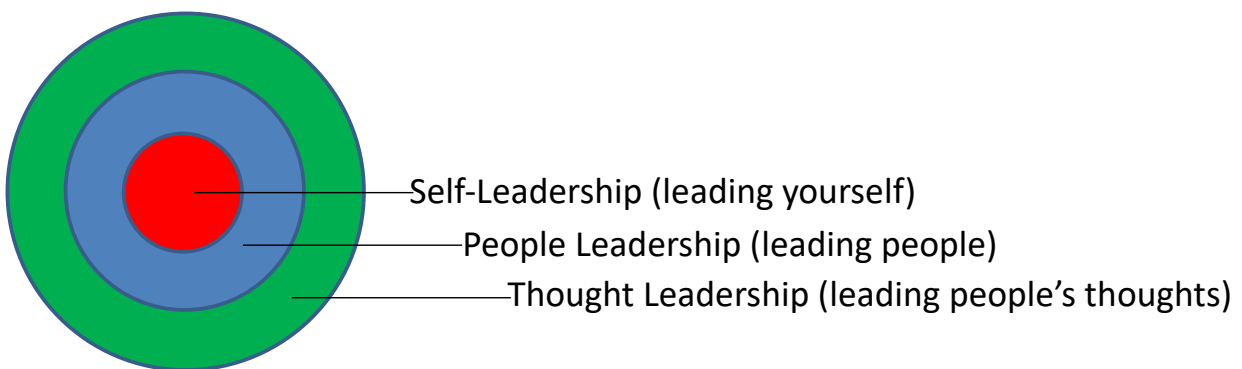 Self-Leadership (leading yourself)
People Leadership (leading people)
Thought Leadership (leading people’s thoughts)